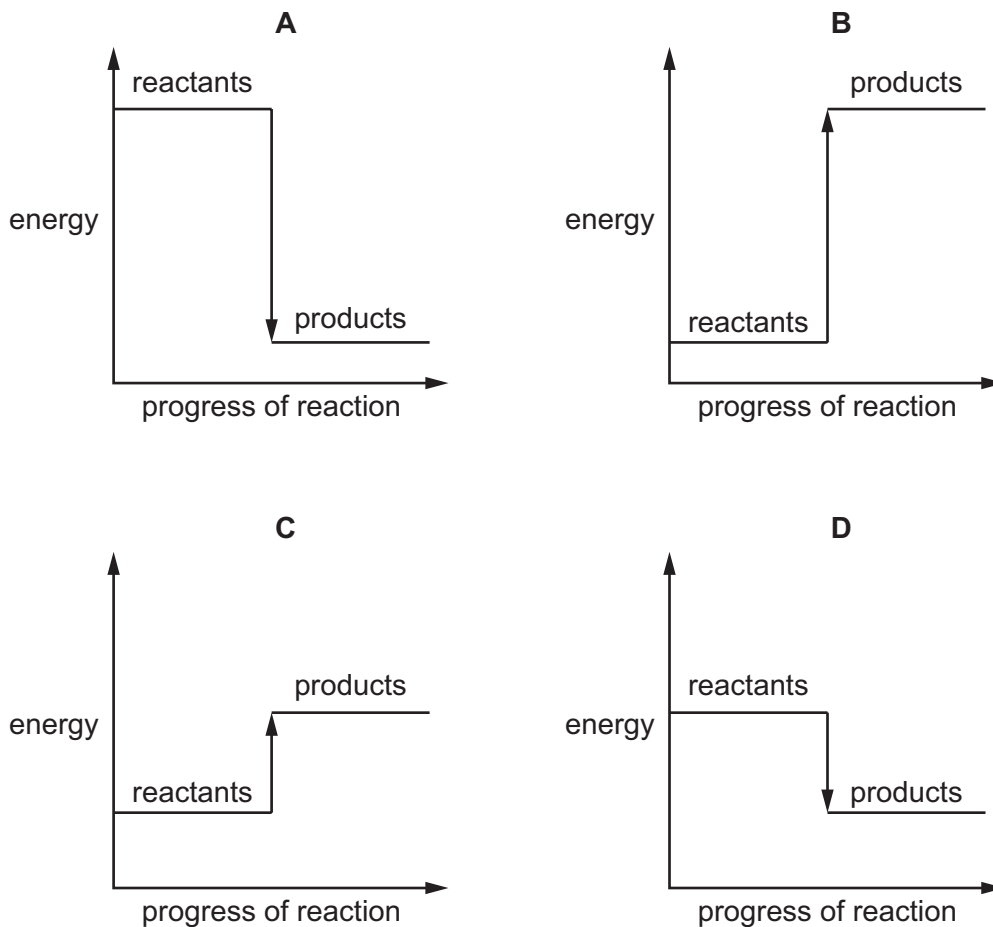 A
reactants
energy
products
progress of reaction
B
products
energy
reactants
progress of reaction
C
products
energy
reactants
progress of reaction
D
reactants
energy
products
progress of reaction